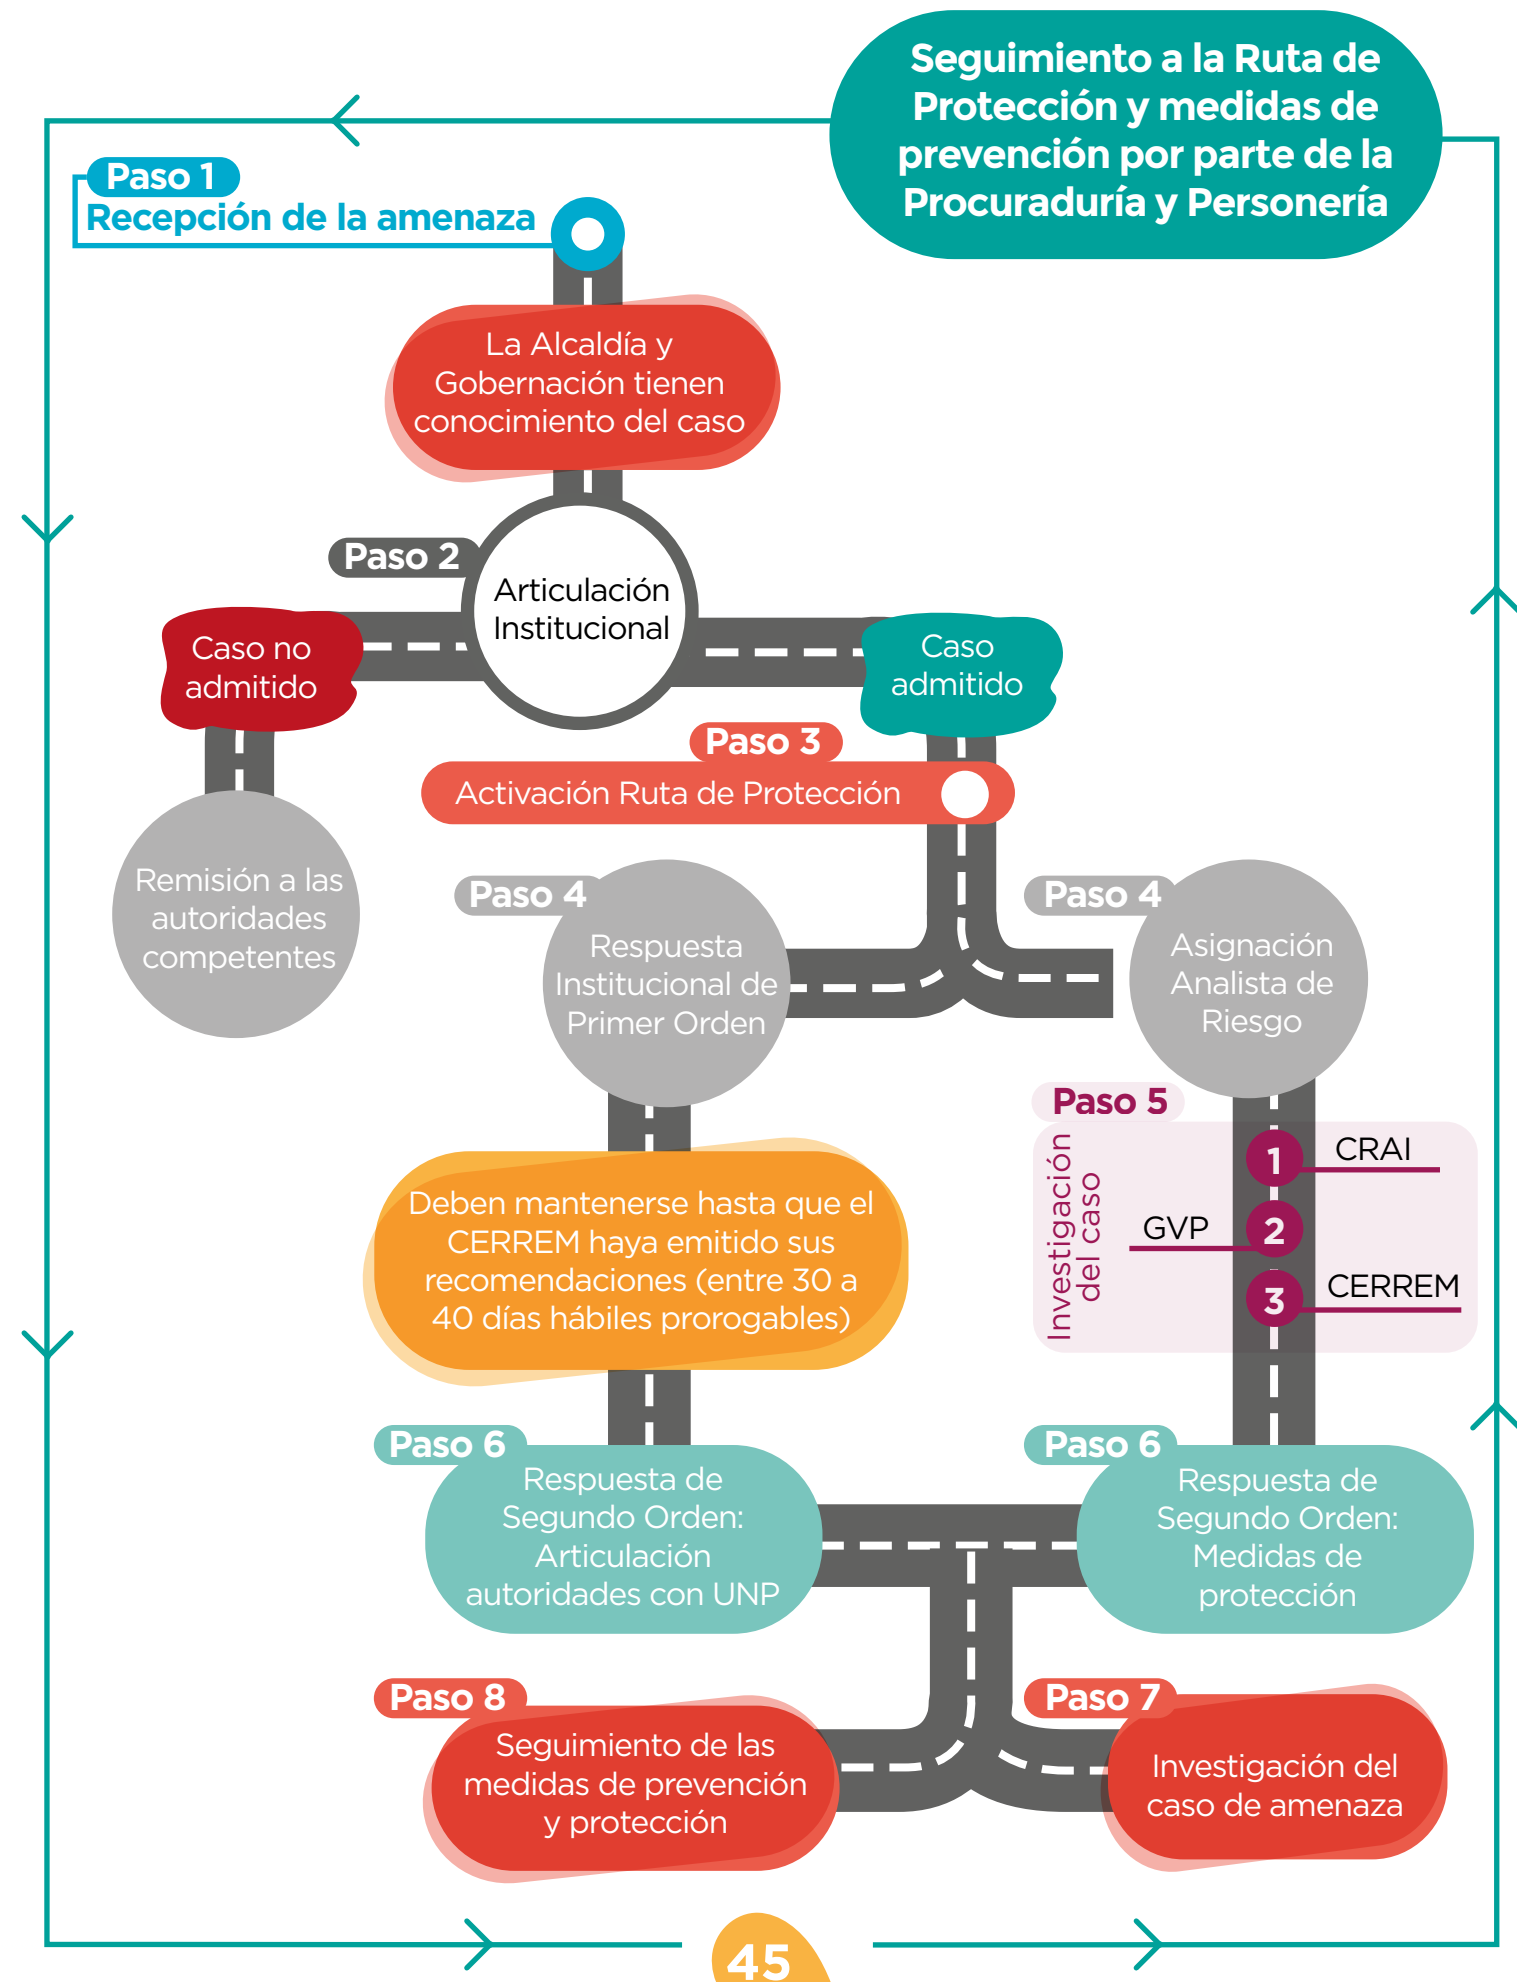 Seguimiento a la Ruta de
Protección y medidas de
prevención por parte de la
Procuraduría y Personería
Paso 1
Recepción de la amenaza
La Alcaldía y
Gobernación tienen
conocimiento del caso
Paso 2
Articulación
Institucional
Caso no
admitido
Caso
admitido
Paso 3
Activación Ruta de Protección
Remisión a las
autoridades
competentes
Paso 4
Respuesta
Institucional de
Primer Orden
Paso 4
Asignación
Analista de
Riesgo
Paso 5
Investigación
del caso
1
CRAI
GVP
2
3
CERREM
Deben mantenerse hasta que el
CERREM haya emitido sus
recomendaciones (entre 30 a
40 días hábiles prorogables)
Paso 6
Respuesta de
Segundo Orden:
Articulación
autoridades con UNP
Paso 6
Respuesta de
Segundo Orden:
Medidas de
protección
Paso 8
Seguimiento de las
medidas de prevención
y protección
Paso 7
Investigación del
caso de amenaza
45